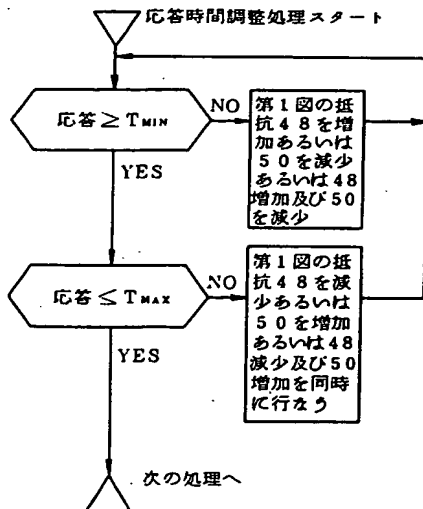 応答時間調整処理スタート
応答≧TMIN
NO
第1図の抵
抗48を増
加あるいは
50を減少
あるいは48
増加及び50
を減少
YES
応答≦TMAX
NO
第1図の抵
抗48を減
少あるいは
50を増加
あるいは48
減少及び50
増加を同時
に行なう
YES
次の処理へ